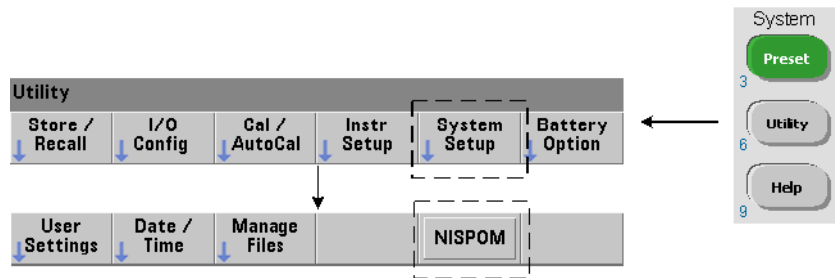 System
Preset
3
Utility
6
Help
9
Utility
Store /
Recall
I/O
Config
Cal /
AutoCal
Instr
Setup
System
Setup
Battery
Option
User
Settings
Date /
Time
Manage
Files
NISPOM